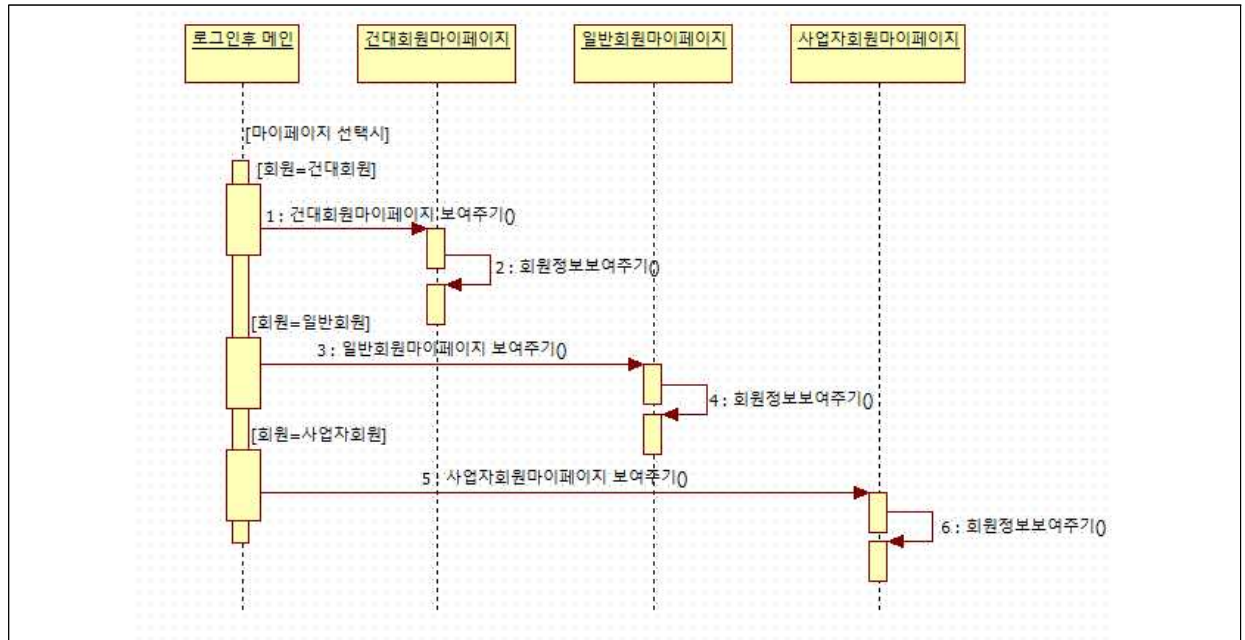 로그인후 메인
건대회원마이페이지
일반회원마이페이지
사업자회원마이페이지
[마이페이지 선택시]
[회원=건대회원]
1 : 건대회원마이페이지 보여주기()
2 : 회원정보보여주기()
[회원=일반회원]
3 : 일반회원마이페이지 보여주기()
4 : 회원정보보여주기()
[회원=사업자회원]
5 : 사업자회원마이페이지 보여주기()
6 : 회원정보보여주기()